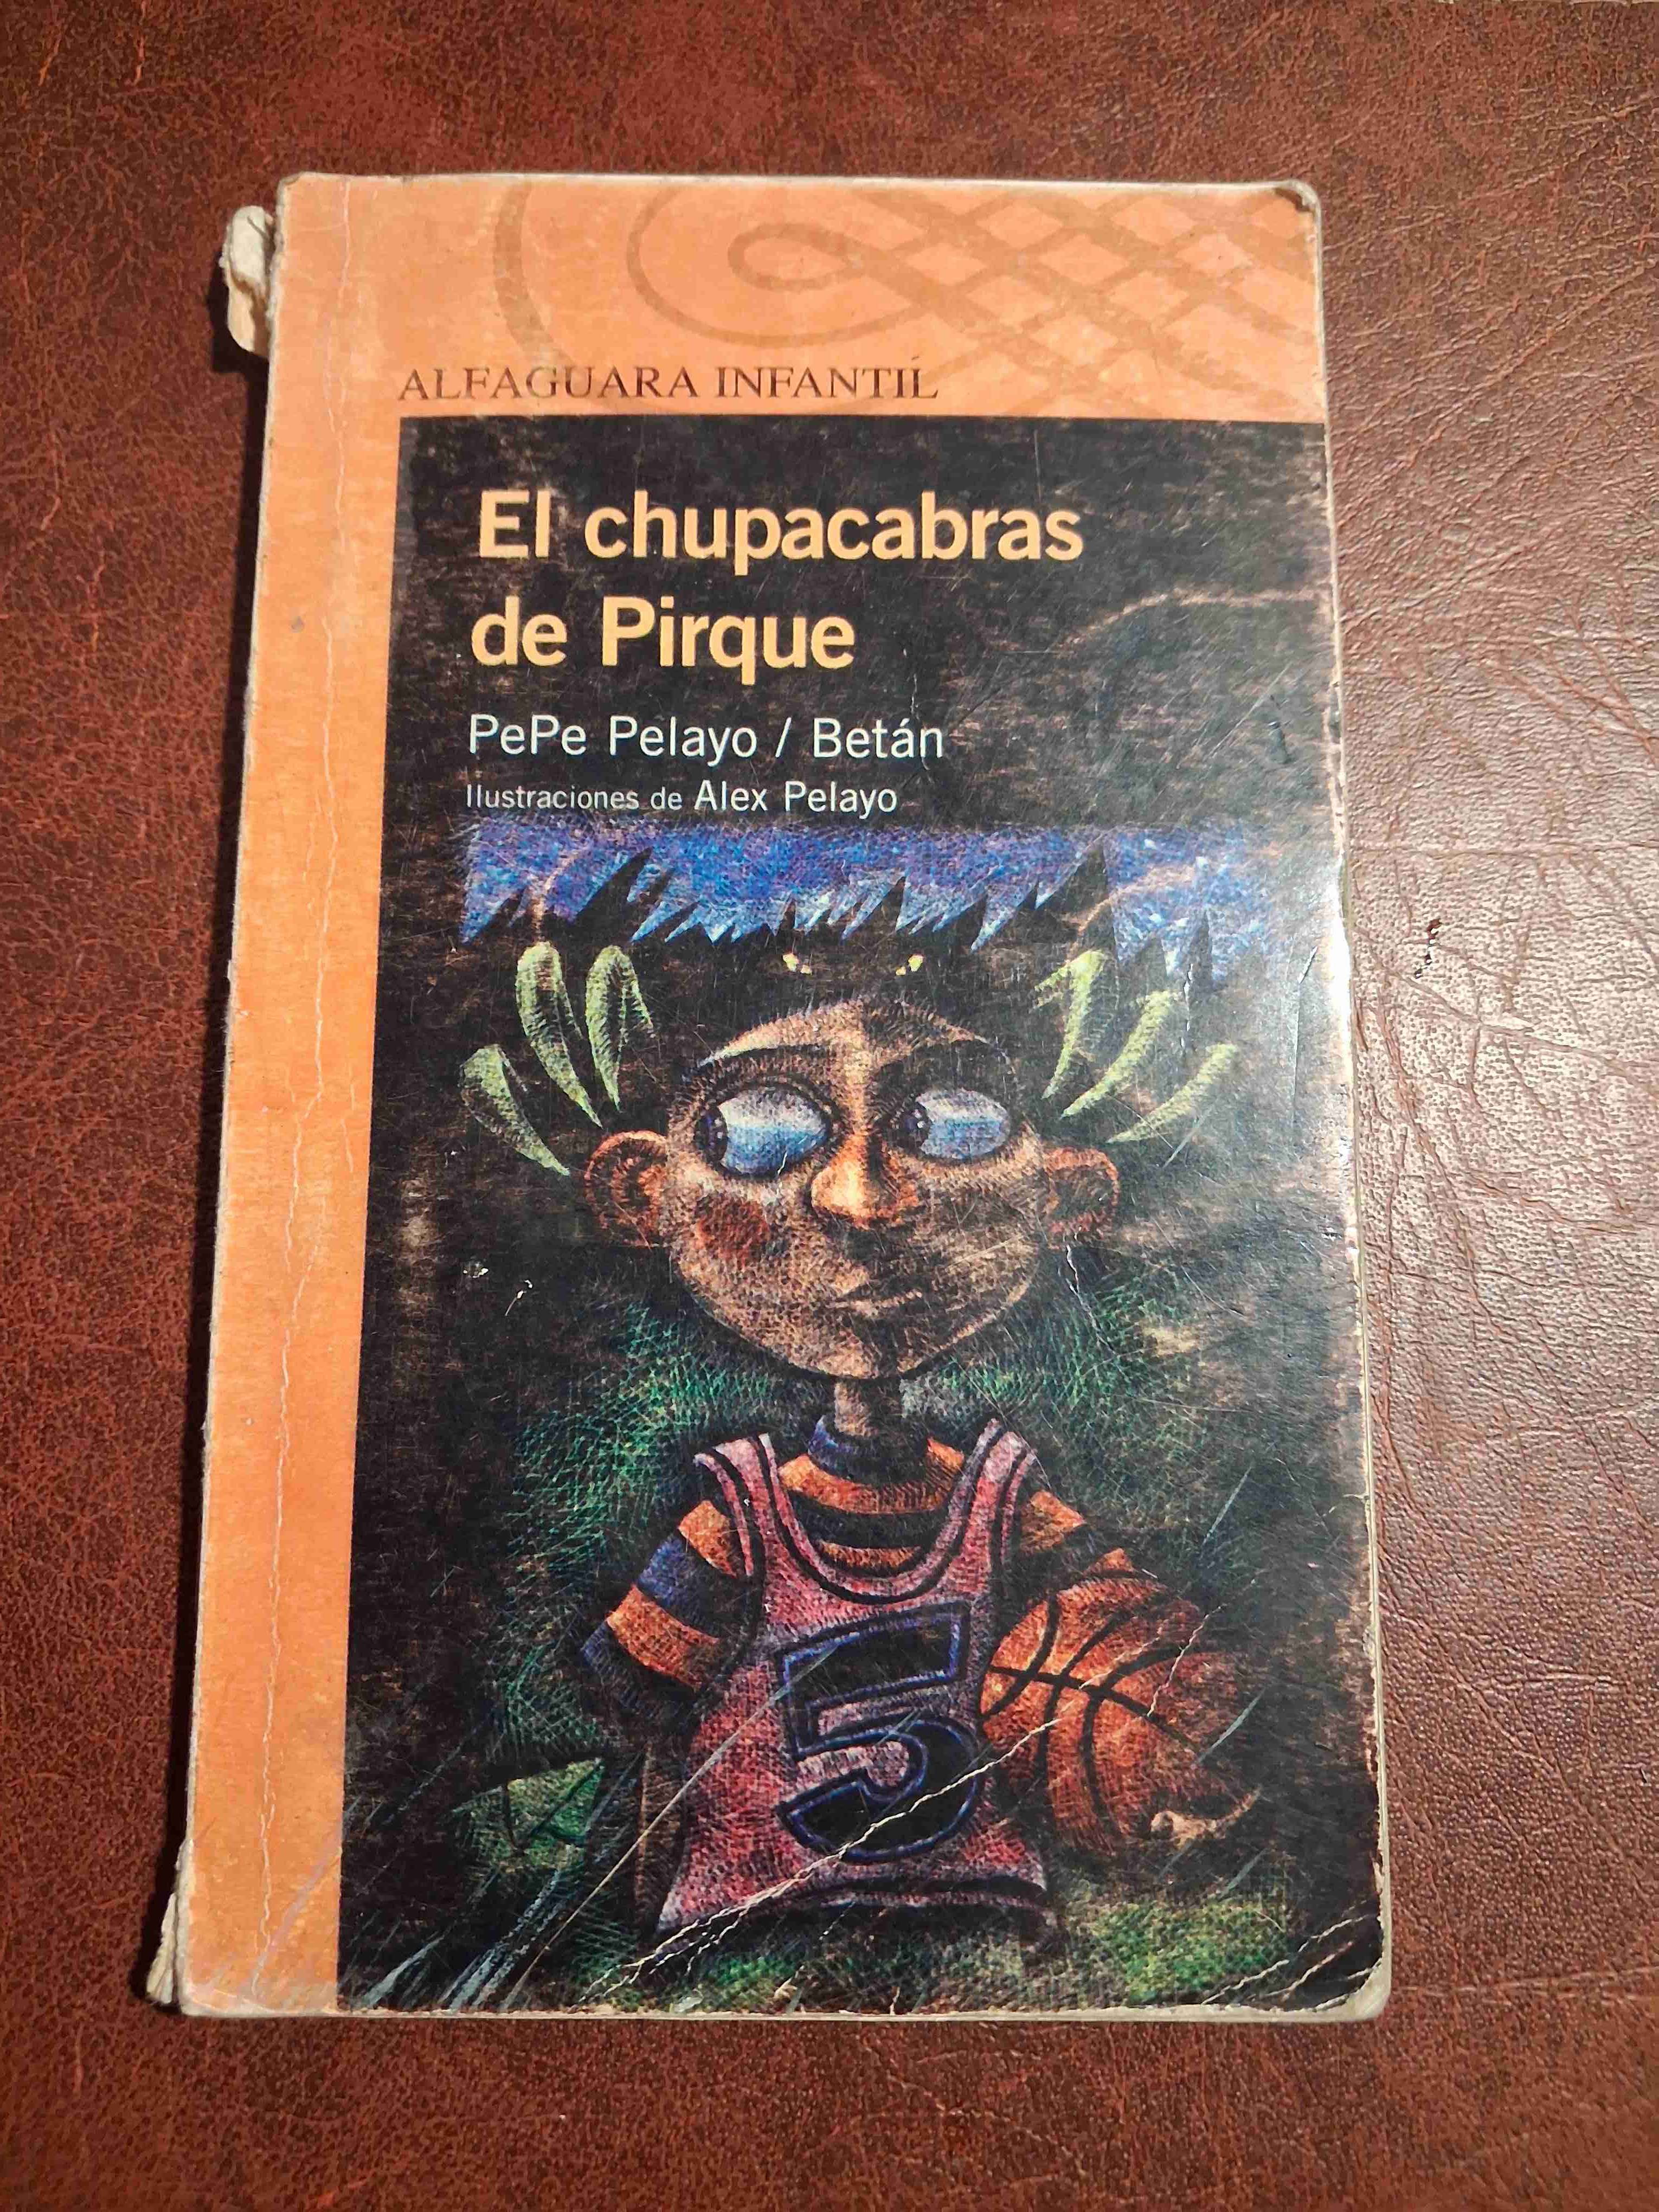 ALFAGUARA INFANTIL
El chupacabras
de Pirque
PePe Pelayo / Betán
Ilustraciones de Alex Pelayo
5